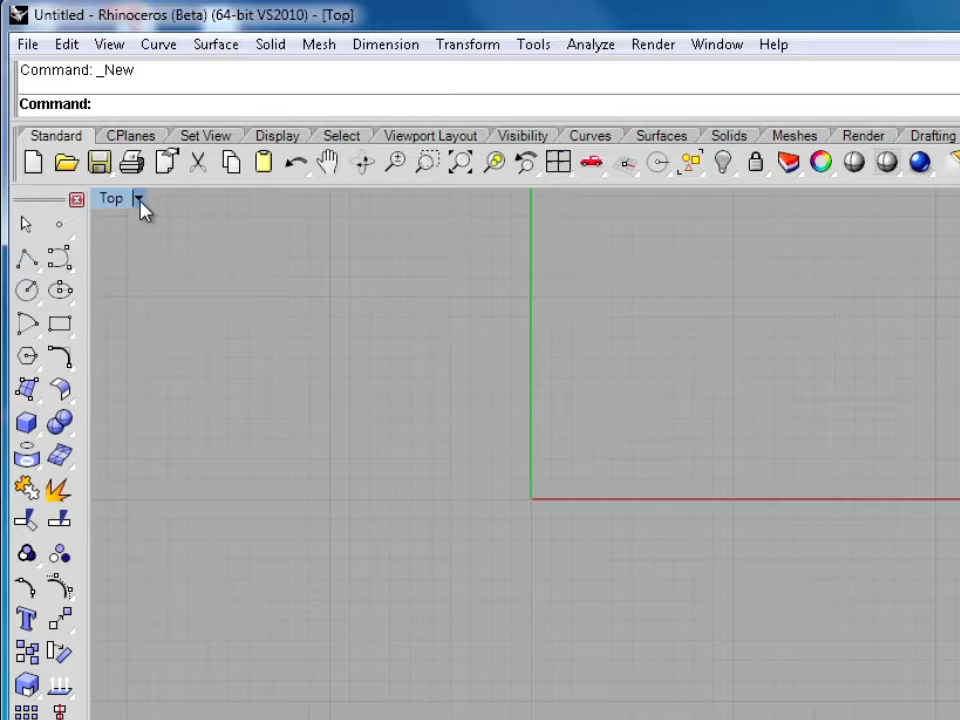 Untitled - Rhinoceros (Beta) (64-bit VS2010) - [Top]
File Edit View Curve Surface Solid Mesh Dimension Transform Tools Analyze Render Window Help
Command: _New
Command:
Standard CPlanes Set View Display Select Viewport Layout Visibility Curves Surfaces Solids Meshes Render Drafting
Top